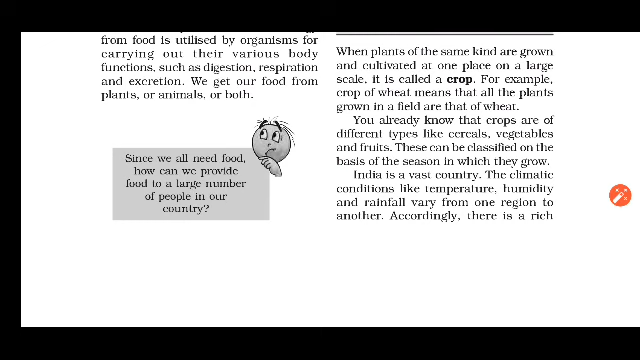 from food is utilised by organisms for
carrying out their various body
functions, such as digestion, respiration
and excretion. We get our food from
plants, or animals, or both.
Since we all need food,
how can we provide
food to a large number
of people in our
country?
When plants of the same kind are grown
and cultivated at one place on a large
scale, it is called a crop. For example,
crop of wheat means that all the plants
grown in a field are that of wheat.
You already know that crops are of
different types like cereals, vegetables
and fruits. These can be classified on
the basis of the season in which they grow.
India is a vast country. The climatic
conditions like temperature, humidity
and rainfall vary from one region to
another. Accordingly, there is a rich